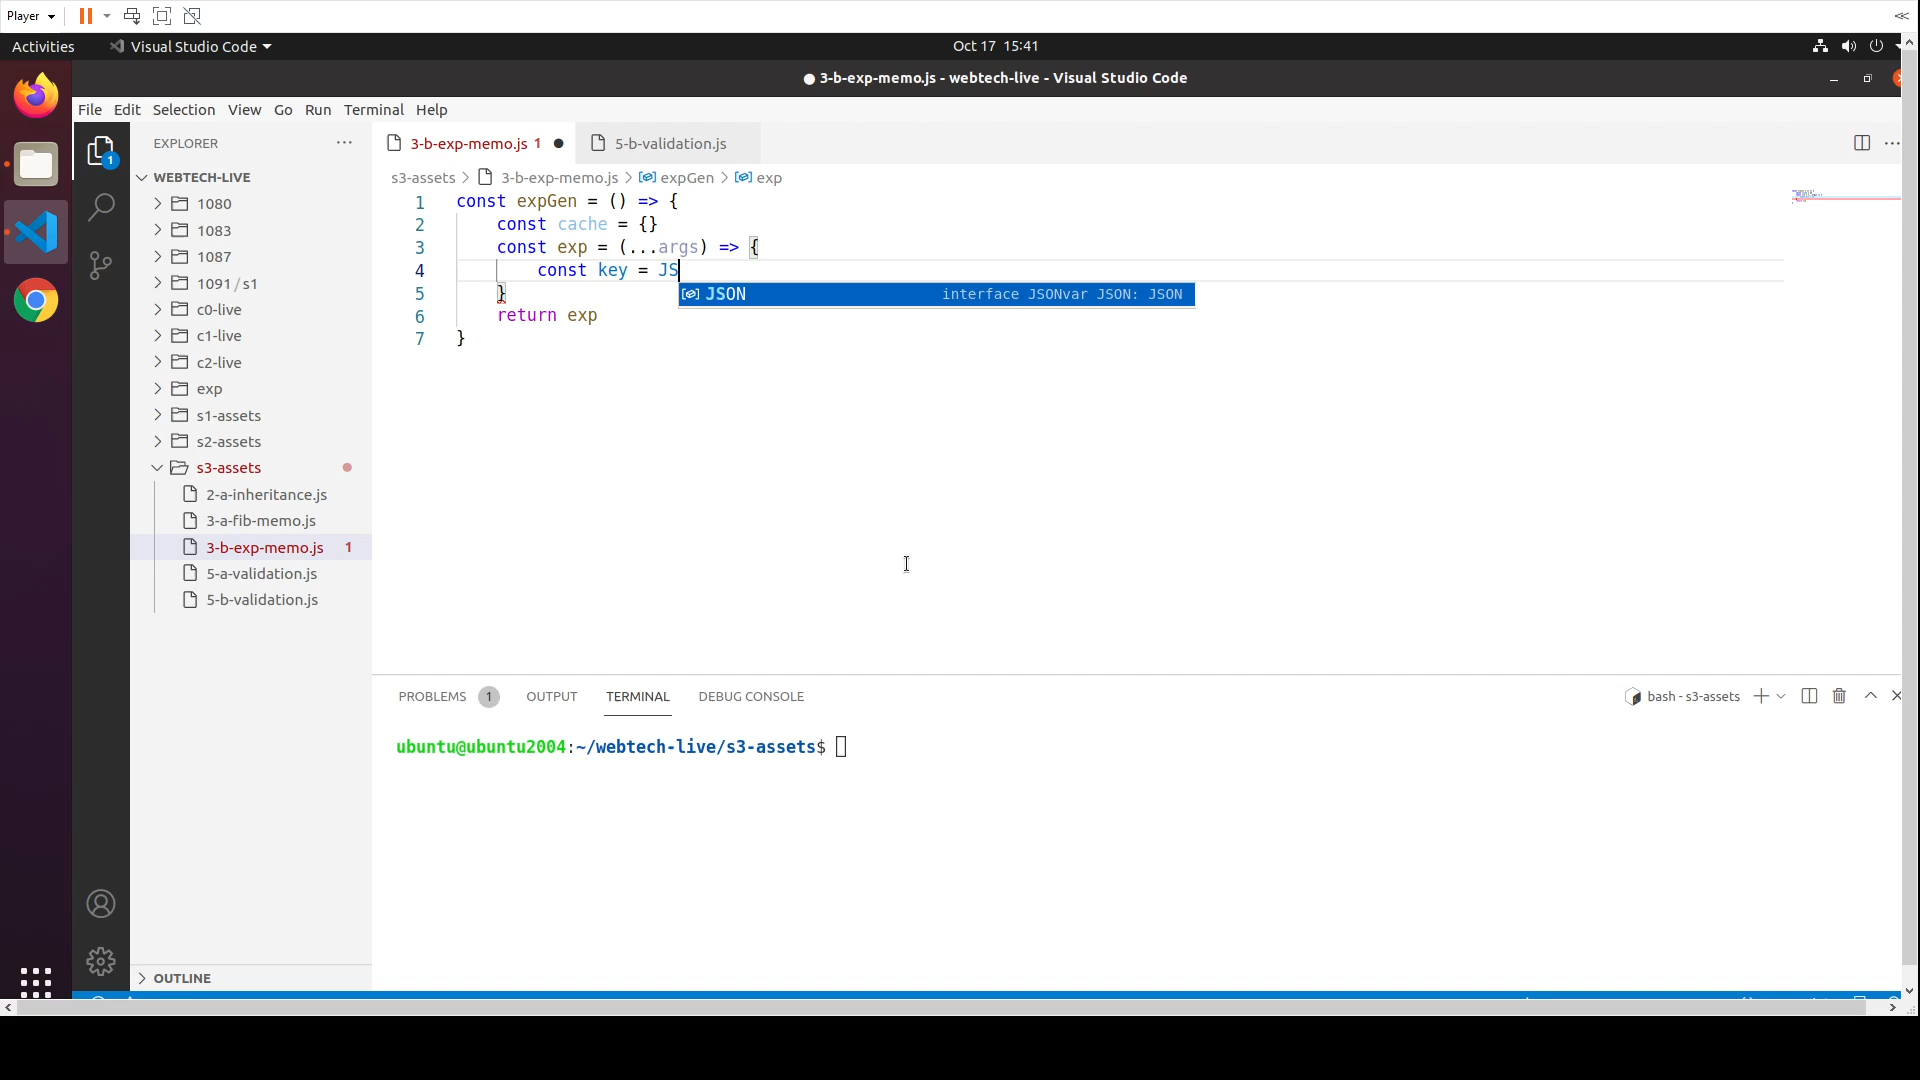 Player
Activities
Visual Studio Code
Oct 17 15:41
3-b-exp-memo.js - webtech-live - Visual Studio Code
File Edit Selection View Go Run Terminal Help
EXPLORER
3-b-exp-memo.js 1
5-b-validation.js
WEBTECH-LIVE
1080
1083
1087
1091/s1
c0-live
c1-live
c2-live
exp
s1-assets
s2-assets
s3-assets
2-a-inheritance.js
3-a-fib-memo.js
3-b-exp-memo.js 1
5-a-validation.js
5-b-validation.js
OUTLINE
1
s3-assets > 3-b-exp-memo.js > expGen > exp
1 const expGen = () => {
2 const cache = {}
3 const exp = (...args) => {
4 const key = JS
JSON interface JSONvar JSON: JSON
5 }
6 return exp
7 }
PROBLEMS 1 OUTPUT TERMINAL DEBUG CONSOLE
bash - s3-assets
ubuntu@ubuntu2004:~/webtech-live/s3-assets$